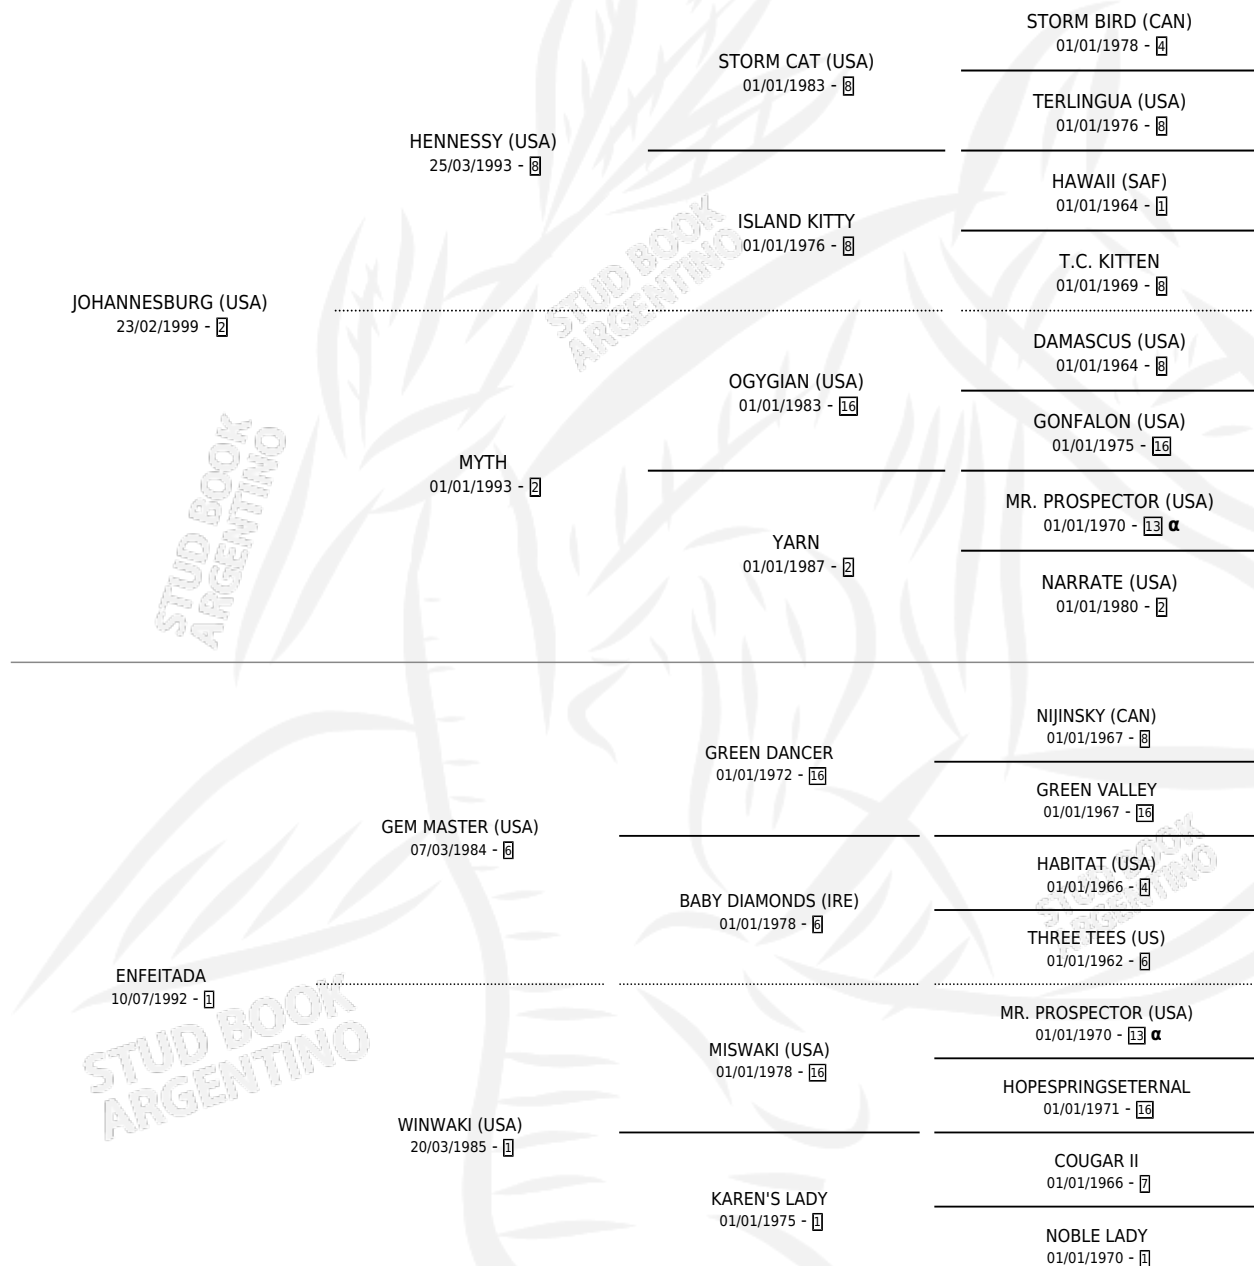 STORM BIRD (CAN)
01/01/1978 - 4
STORM CAT (USA)
01/01/1983 - 8
TERLINGUA (USA)
01/01/1976 - 8
HENNESSY (USA)
25/03/1993 - 8
HAWAII (SAF)
01/01/1964 - 1
ISLAND KITTY
01/01/1976 - 8
T.C. KITTEN
01/01/1969 - 8
JOHANNESBURG (USA)
23/02/1999 - 2
DAMASCUS (USA)
01/01/1964 - 8
OGYGIAN (USA)
01/01/1983 - 16
GONFALON (USA)
01/01/1975 - 16
MYTH
01/01/1993 - 2
MR. PROSPECTOR (USA)
01/01/1970 - 13 α
YARN
01/01/1987 - 2
NARRATE (USA)
01/01/1980 - 2
NIJINSKY (CAN)
01/01/1967 - 8
GREEN DANCER
01/01/1972 - 16
GREEN VALLEY
01/01/1967 - 16
GEM MASTER (USA)
07/03/1984 - 6
HABITAT (USA)
01/01/1966 - 4
BABY DIAMONDS (IRE)
01/01/1978 - 6
THREE TEES (US)
01/01/1962 - 6
ENFEITADA
10/07/1992 - 1
MR. PROSPECTOR (USA)
01/01/1970 - 13 α
MISWAKI (USA)
01/01/1978 - 16
HOPESPRINGSETERNAL
01/01/1971 - 16
WINWAKI (USA)
20/03/1985 - 1
COUGAR II
01/01/1966 - 7
KAREN'S LADY
01/01/1975 - 1
NOBLE LADY
01/01/1970 - 1
STUD BOOK
ARGENTINO
STUD BOOK
ARGENTINO
STUD BOOK
ARGENTINO
STUD BOOK
ARGENTINO